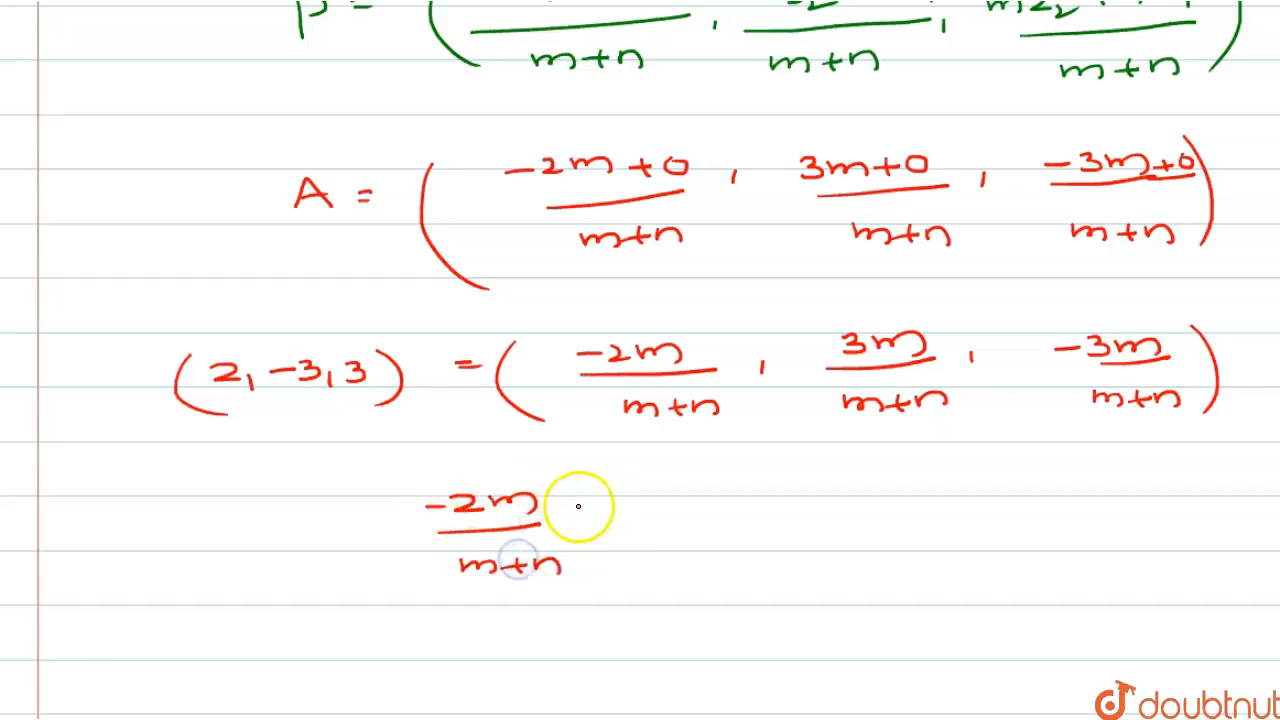 P = ( / m+n , / m+n , / m+n )
A = ( -2m+0 / m+n , 3m+0 / m+n , -3m+0 / m+n )
(2, -3, 3) = ( -2m / m+n , 3m / m+n , -3m / m+n )
-2m / m+n
doubtnut